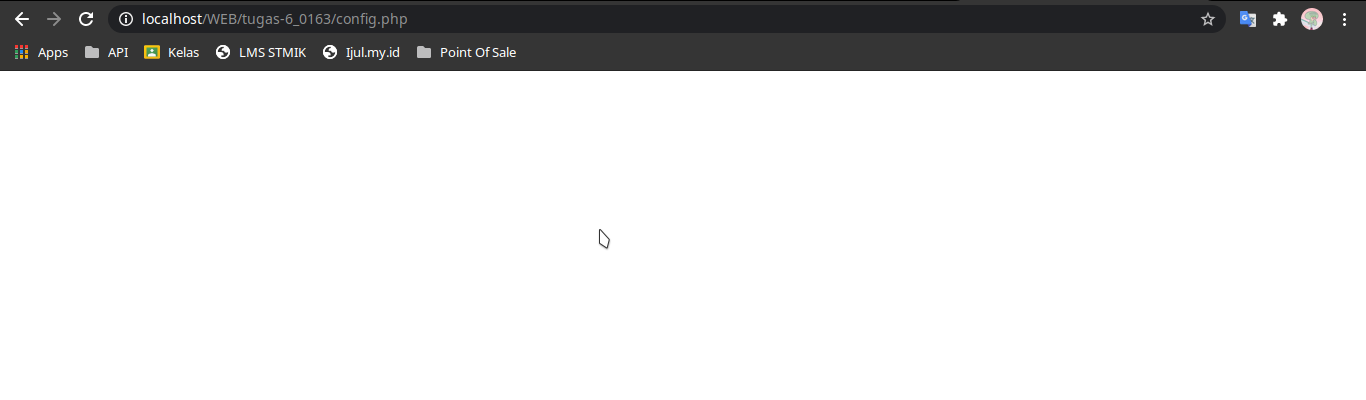 localhost/WEB/tugas-6_0163/config.php
Apps API Kelas LMS STMIK Ijul.my.id Point Of Sale